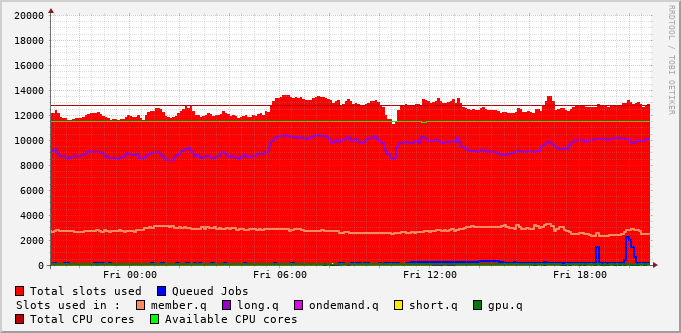 20000
18000
16000
14000
12000
10000
8000
6000
4000
2000
0
Fri 00:00 Fri 06:00 Fri 12:00 Fri 18:00
RRDTOOL / TOBI OETIKER
Total slots used Queued Jobs
Slots used in : member.q long.q ondemand.q short.q gpu.q
Total CPU cores Available CPU cores